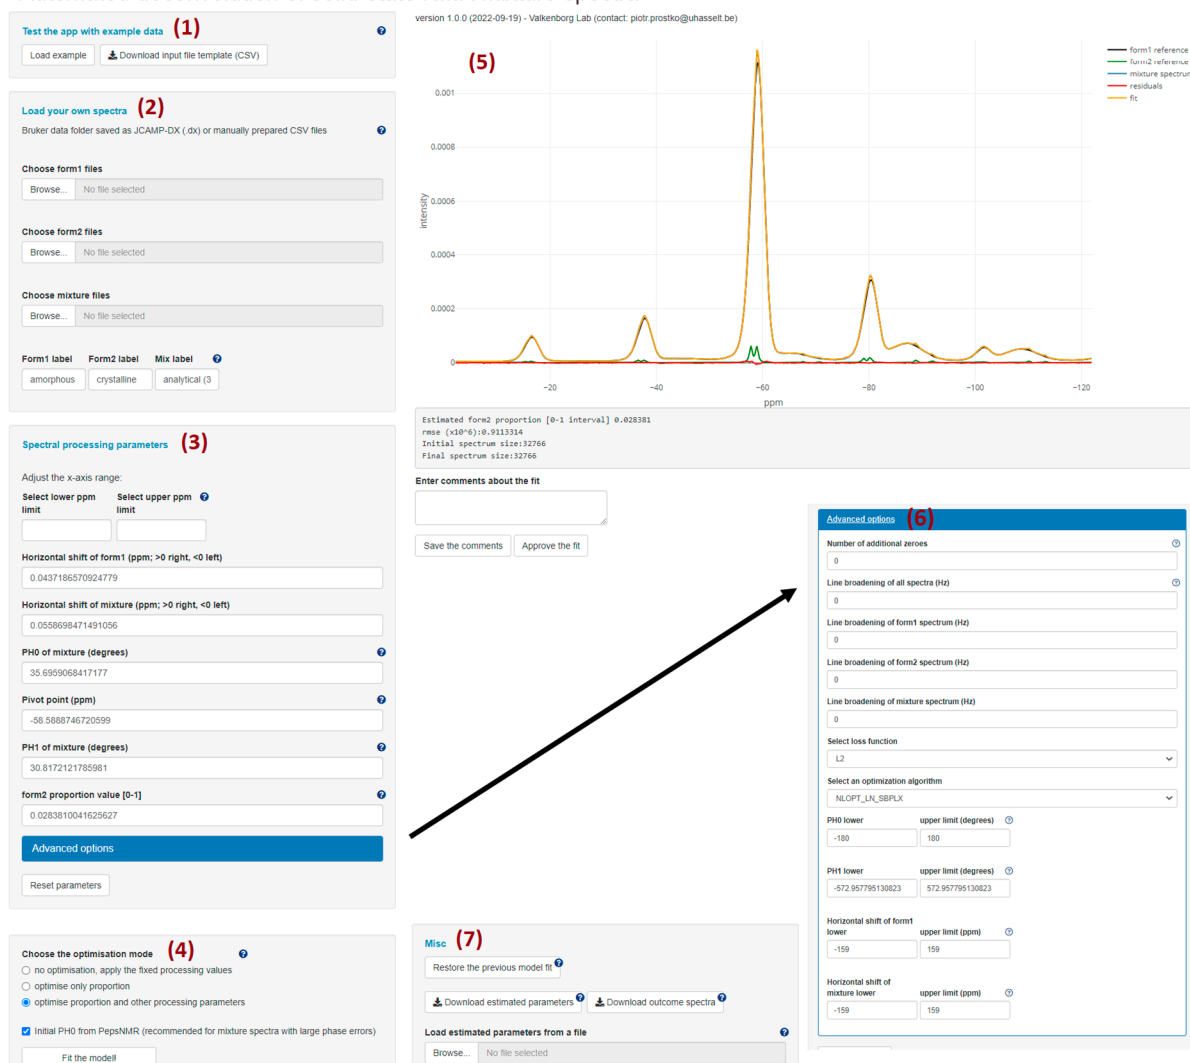 version 1.0.0 (2022-09-19) - Valkenborg Lab (contact: piotr.prostko@uhasselt.be)
Test the app with example data (1)
Load example
Download input file template (CSV)
Load your own spectra (2)
Bruker data folder saved as JCAMP-DX (.dx) or manually prepared CSV files
Choose form1 files
Browse... No file selected
Choose form2 files
Browse... No file selected
Choose mixture files
Browse... No file selected
Form1 label Form2 label Mix label
amorphous crystalline analytical (3
Spectral processing parameters (3)
Adjust the x-axis range:
Select lower ppm limit
Select upper ppm limit
Horizontal shift of form1 (ppm; >0 right, <0 left)
0.0437186570924779
Horizontal shift of mixture (ppm; >0 right, <0 left)
0.0558698471491056
PH0 of mixture (degrees)
35.6959068417177
Pivot point (ppm)
-58.5888746720599
PH1 of mixture (degrees)
30.8172121785981
form2 proportion value [0-1]
0.0283810041625627
Advanced options
Reset parameters
Choose the optimisation mode (4)
no optimisation, apply the fixed processing values
optimise only proportion
optimise proportion and other processing parameters
Initial PH0 from PepsNMR (recommended for mixture spectra with large phase errors)
Fit the model!
(5)
form1 reference
form2 reference
mixture spectrum
residuals
fit
intensity
0.001
0.0008
0.0006
0.0004
0.0002
0
−20 −40 −60 −80 −100 −120
ppm
Estimated form2 proportion [0-1 interval] 0.028381
rmse (x10^6):0.9113314
Initial spectrum size:32766
Final spectrum size:32766
Enter comments about the fit
Save the comments
Approve the fit
Advanced options (6)
Number of additional zeroes
0
Line broadening of all spectra (Hz)
0
Line broadening of form1 spectrum (Hz)
0
Line broadening of form2 spectrum (Hz)
0
Line broadening of mixture spectrum (Hz)
0
Select loss function
L2
Select an optimization algorithm
NLOPT_LN_SBPLX
PH0 lower upper limit (degrees)
-180 180
PH1 lower upper limit (degrees)
-572.957795130823 572.957795130823
Horizontal shift of form1
lower upper limit (ppm)
-159 159
Horizontal shift of
mixture lower upper limit (ppm)
-159 159
Misc (7)
Restore the previous model fit
Download estimated parameters
Download outcome spectra
Load estimated parameters from a file
Browse... No file selected